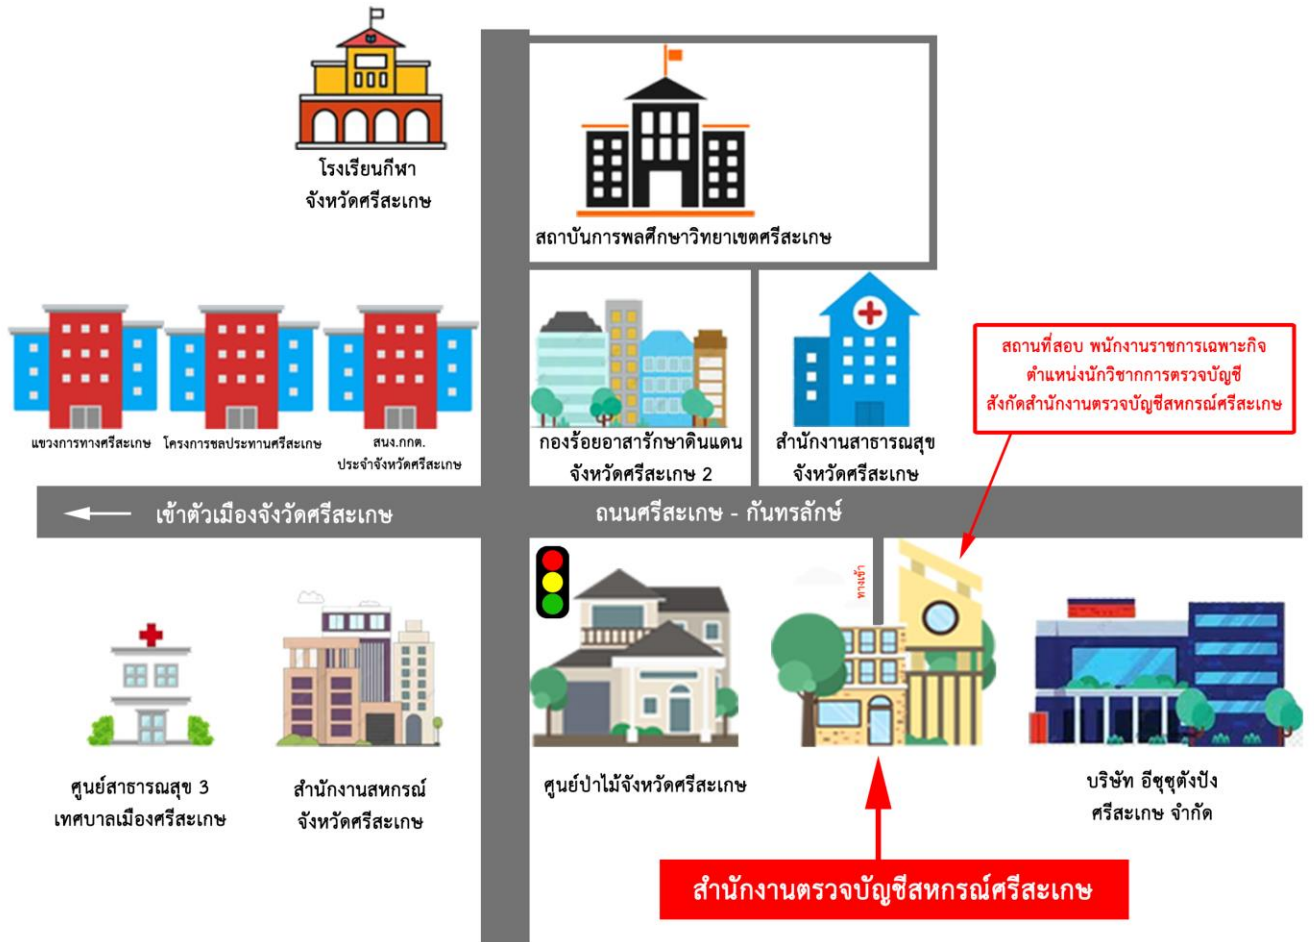 โรงเรียนกีฬา
จังหวัดศรีสะเกษ
สถาบันการพลศึกษาวิทยาเขตศรีสะเกษ
แขวงการทางศรีสะเกษ
โครงการชลประทานศรีสะเกษ
สนง.กกต.
ประจำจังหวัดศรีสะเกษ
กองร้อยอาสารักษาดินแดน
จังหวัดศรีสะเกษ 2
สำนักงานสาธารณสุข
จังหวัดศรีสะเกษ
สถานที่สอบ พนักงานราชการเฉพาะกิจ
ตำแหน่งนักวิชากการตรวจบัญชี
สังกัดสำนักงานตรวจบัญชีสหกรณ์ศรีสะเกษ
เข้าตัวเมืองจังวัดศรีสะเกษ
ถนนศรีสะเกษ - กันทรลักษ์
ทางเข้า
ศูนย์สาธารณสุข 3
เทศบาลเมืองศรีสะเกษ
สำนักงานสหกรณ์
จังหวัดศรีสะเกษ
ศูนย์ป่าไม้จังหวัดศรีสะเกษ
บริษัท อีซุซุตังปัง
ศรีสะเกษ จำกัด
สำนักงานตรวจบัญชีสหกรณ์ศรีสะเกษ